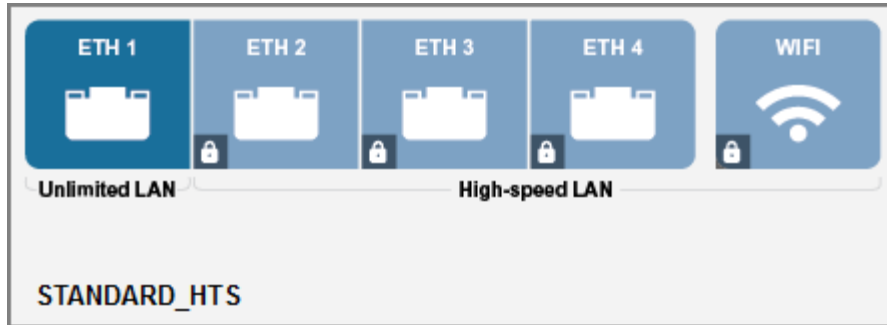 ETH 1 ETH 2 ETH 3 ETH 4 WIFI
Unlimited LAN High-speed LAN
STANDARD_HTS